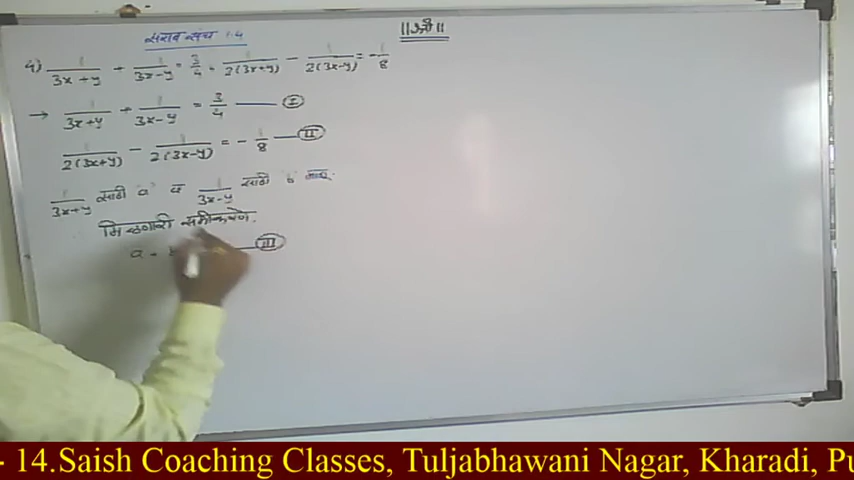 सराव संच 1.4
||श्री||
4) 1/(3x+y) + 1/(3x-y) = 3/4, 1/2(3x+y) - 1/2(3x-y) = -1/8
→ 1/(3x+y) + 1/(3x-y) = 3/4 —— I
1/2(3x+y) - 1/2(3x-y) = -1/8 —— II
1/(3x+y) साठी a व 1/(3x-y) साठी b
मिळणारी समीकरणे.
a III
- 14.Saish Coaching Classes, Tuljabhawani Nagar, Kharadi, Pu